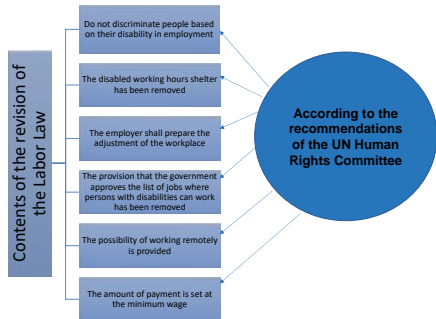 Contents of the revision of
the Labor Law
Do not discriminate people based
on their disability in employment
The disabled working hours shelter
has been removed
The employer shall prepare the
adjustment of the workplace
The provision that the government
approves the list of jobs where
persons with disabilities can work
has been removed
The possibility of working remotely
is provided
The amount of payment is set at
the minimum wage
According to the
recommendations
of the UN Human
Rights Committee